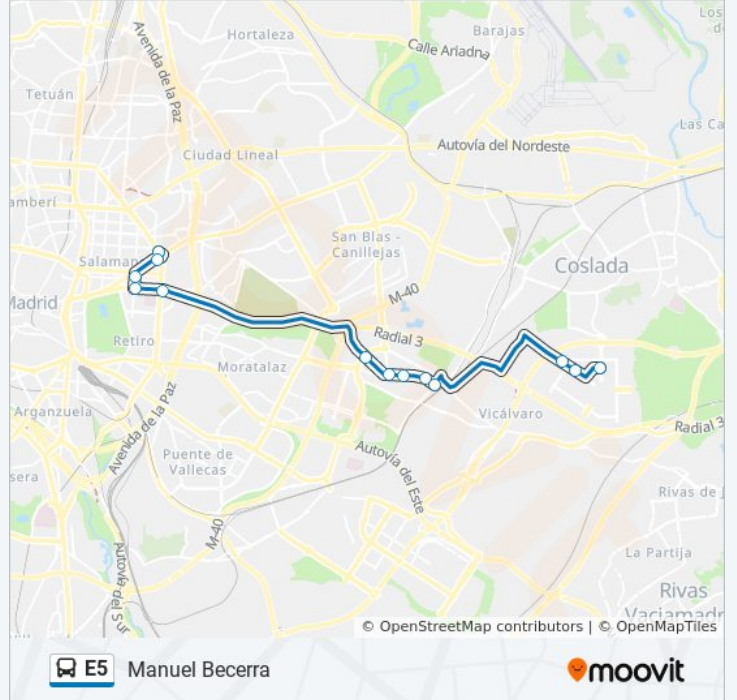 Los
Hortaleza
Barajas
Avenida de la Paz
Calle Ariadna
Tetuán
Las Ca
Autovía del Nordeste
Ciudad Lineal
amberí
San Blas -
Canillejas
Salaman
Coslada
M-40
Madrid
Radial 3
Retiro
Moratalaz
Arganzuela
Avenida de la Paz
Vicálvaro
Radial 3
Puente de
Vallecas
Autovía del Este
sera
Rivas de J
M-40
Autovía del Sur
La Partija
Rivas
Vaciamadr
© OpenStreetMap contributors | © OpenMapTiles
E5 Manuel Becerra
moovit